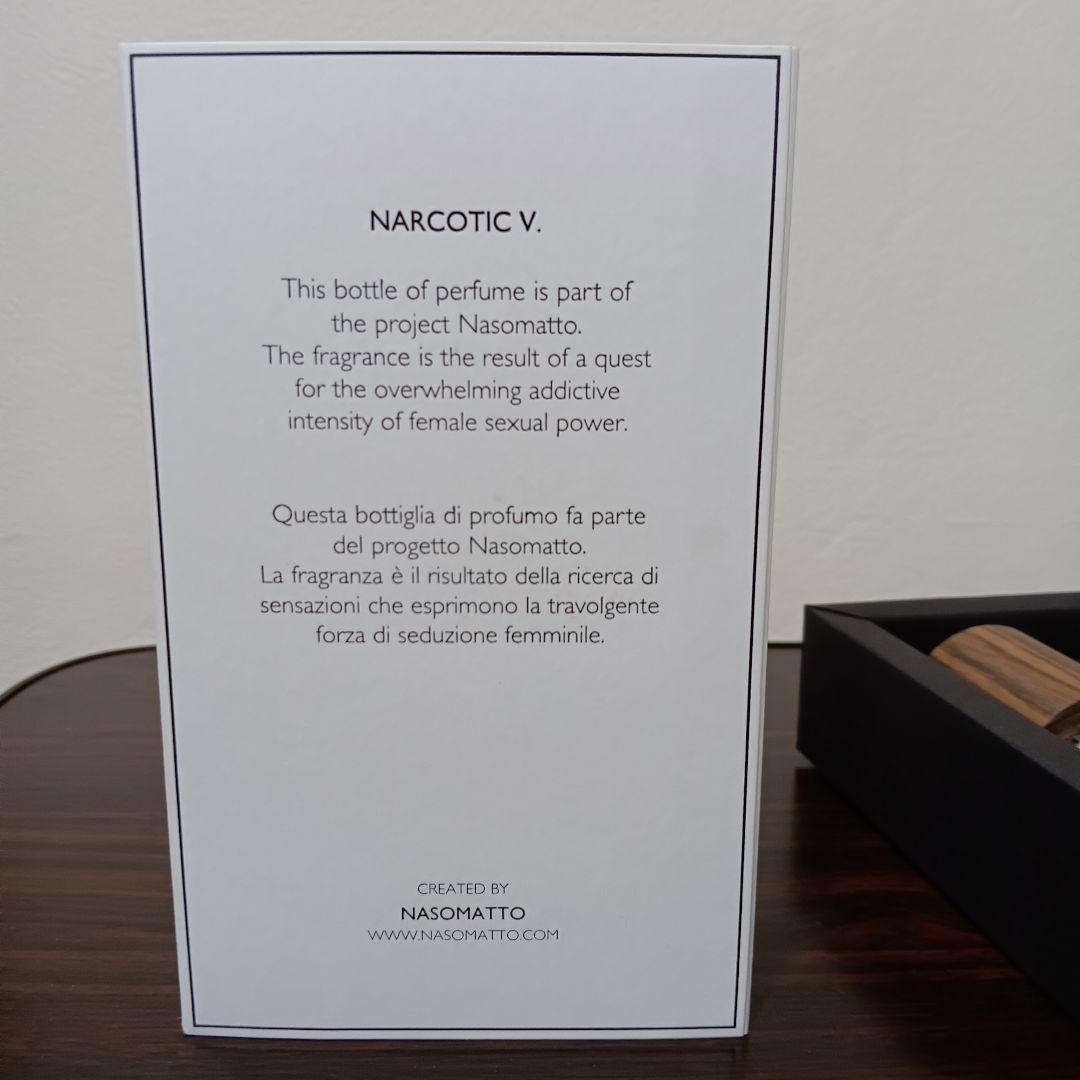 NARCOTIC V.
This bottle of perfume is part of
the project Nasomatto.
The fragrance is the result of a quest
for the overwhelming addictive
intensity of female sexual power.
Questa bottiglia di profumo fa parte
del progetto Nasomatto.
La fragranza è il risultato della ricerca di
sensazioni che esprimono la travolgente
forza di seduzione femminile.
CREATED BY
NASOMATTO
WWW.NASOMATTO.COM